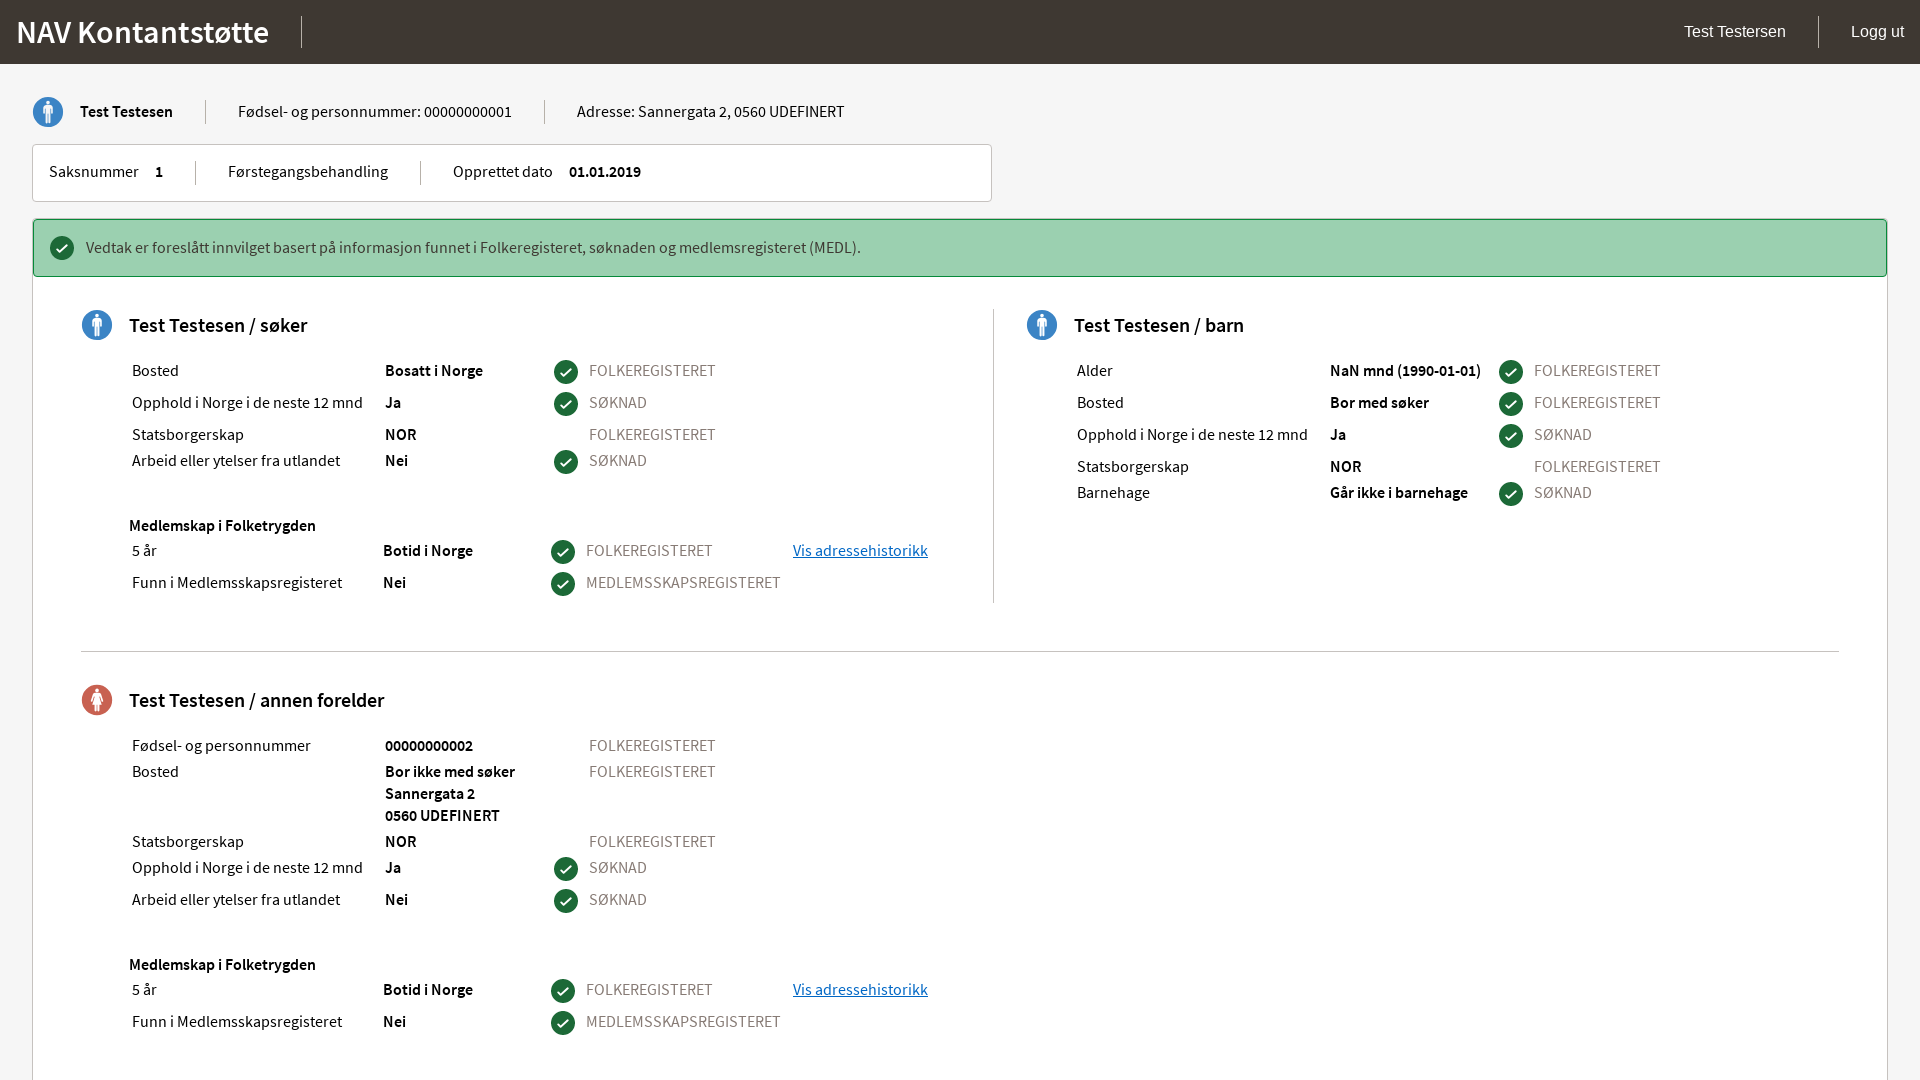 NAV Kontantstøtte
Test Testersen
Logg ut
Test Testesen
Fødsel- og personnummer: 00000000001
Adresse: Sannergata 2, 0560 UDEFINERT
Saksnummer 1
Førstegangsbehandling
Opprettet dato 01.01.2019
Vedtak er foreslått innvilget basert på informasjon funnet i Folkeregisteret, søknaden og medlemsregisteret (MEDL).
Test Testesen / søker
Bosted Bosatt i Norge FOLKEREGISTERET
Opphold i Norge i de neste 12 mnd Ja SØKNAD
Statsborgerskap NOR FOLKEREGISTERET
Arbeid eller ytelser fra utlandet Nei SØKNAD
Medlemskap i Folketrygden
5 år Botid i Norge FOLKEREGISTERET Vis adressehistorikk
Funn i Medlemsskapsregisteret Nei MEDLEMSSKAPSREGISTERET
Test Testesen / barn
Alder NaN mnd (1990-01-01) FOLKEREGISTERET
Bosted Bor med søker FOLKEREGISTERET
Opphold i Norge i de neste 12 mnd Ja SØKNAD
Statsborgerskap NOR FOLKEREGISTERET
Barnehage Går ikke i barnehage SØKNAD
Test Testesen / annen forelder
Fødsel- og personnummer 00000000002 FOLKEREGISTERET
Bosted Bor ikke med søker FOLKEREGISTERET
Sannergata 2
0560 UDEFINERT
Statsborgerskap NOR FOLKEREGISTERET
Opphold i Norge i de neste 12 mnd Ja SØKNAD
Arbeid eller ytelser fra utlandet Nei SØKNAD
Medlemskap i Folketrygden
5 år Botid i Norge FOLKEREGISTERET Vis adressehistorikk
Funn i Medlemsskapsregisteret Nei MEDLEMSSKAPSREGISTERET